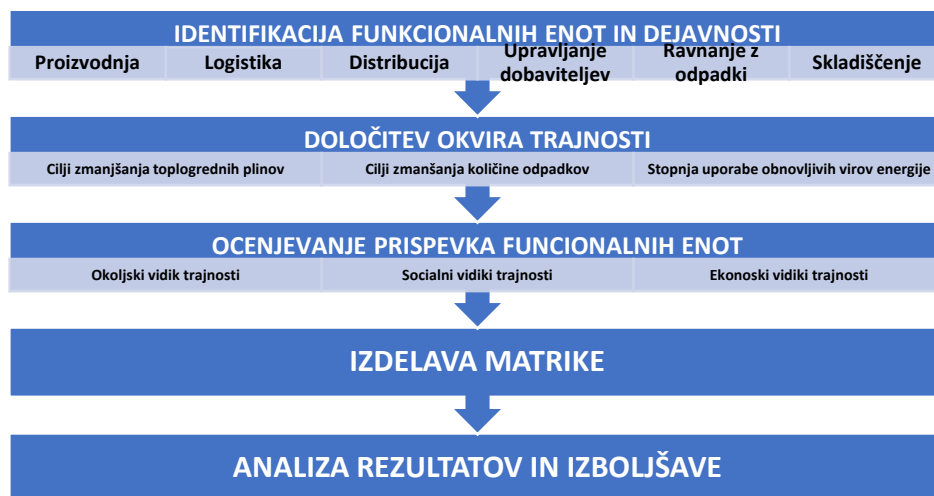 IDENTIFIKACIJA FUNKCIONALNIH ENOT IN DEJAVNOSTI
Proizvodnja
Logistika
Distribucija
Upravljanje
dobaviteljev
Ravnanje z
odpadki
Skladiščenje
DOLOČITEV OKVIRA TRAJNOSTI
Cilji zmanjšanja toplogrednih plinov
Cilji zmanšanja količine odpadkov
Stopnja uporabe obnovljivih virov energije
OCENJEVANJE PRISPEVKA FUNCIONALNIH ENOT
Okoljski vidik trajnosti
Socialni vidiki trajnosti
Ekonoski vidiki trajnosti
IZDELAVA MATRIKE
ANALIZA REZULTATOV IN IZBOLJŠAVE